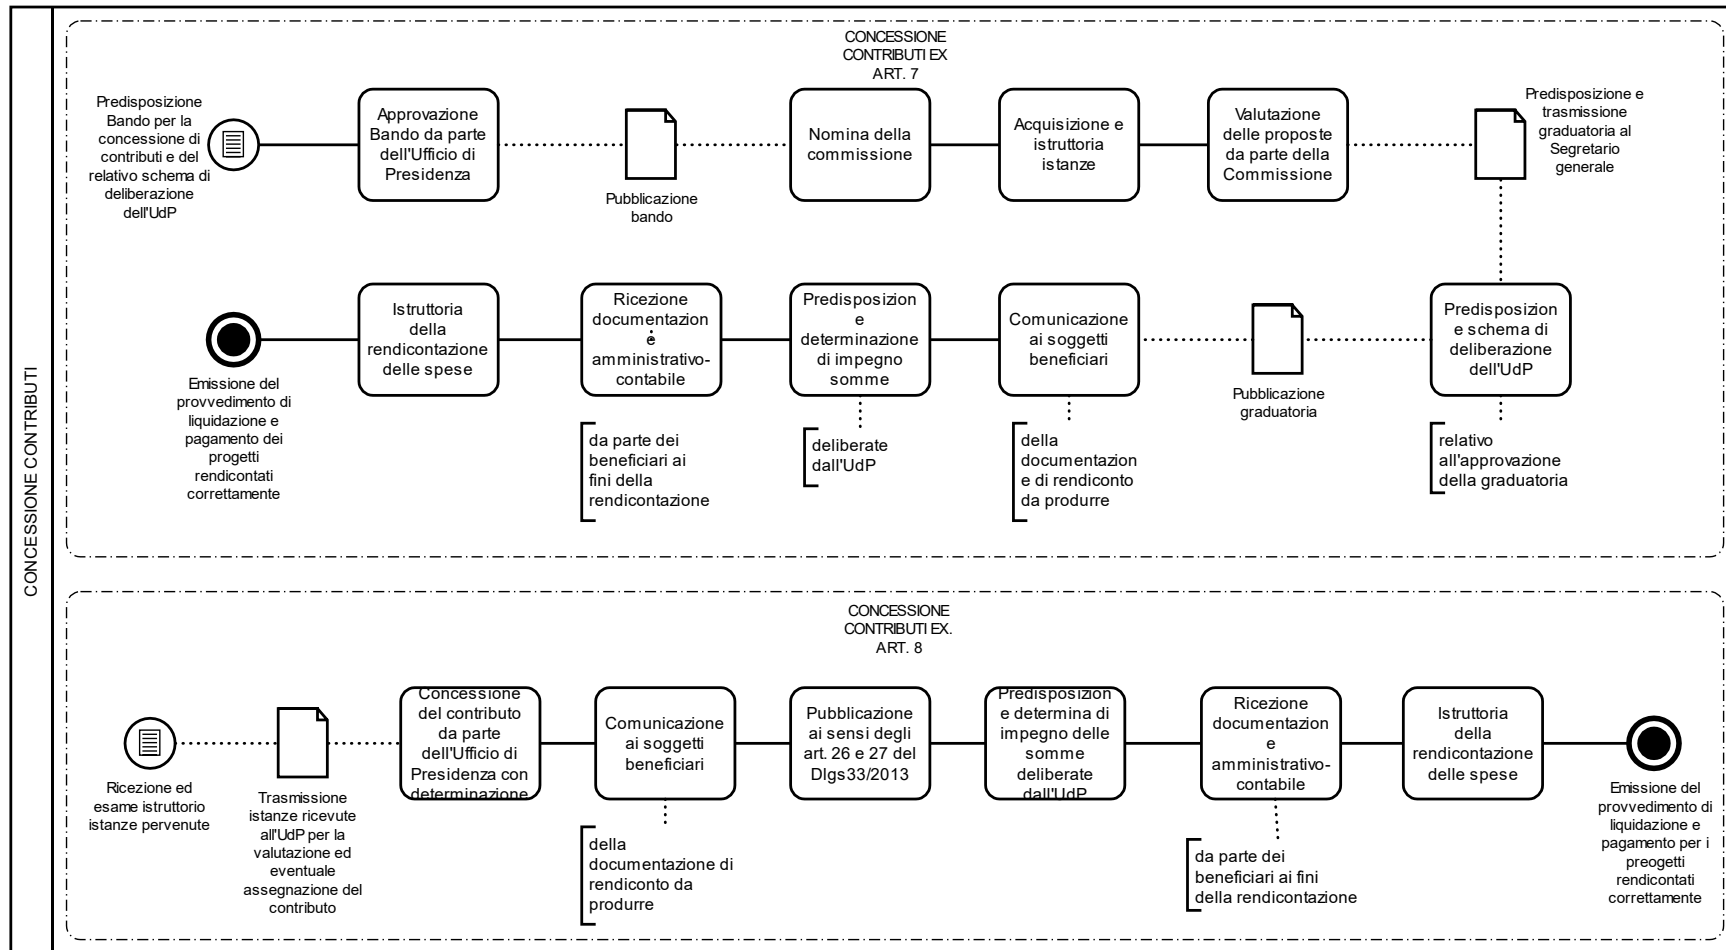 CONCESSIONE CONTRIBUTI
CONCESSIONE
CONTRIBUTI EX
ART. 7
Predisposizione
Bando per la
concessione di
contributi e del
relativo schema di
deliberazione
dell'UdP
Approvazione
Bando da parte
dell'Ufficio di
Presidenza
Pubblicazione
bando
Nomina della
commissione
Acquisizione e
istruttoria
istanze
Valutazione
delle proposte
da parte della
Commissione
Predisposizione e
trasmissione
graduatoria al
Segretario
generale
Emissione del
provvedimento di
liquidazione e
pagamento dei
progetti
rendicontati
correttamente
Istruttoria
della
rendicontazione
delle spese
Ricezione
documentazion
e
amministrativo-
contabile
da parte dei
beneficiari ai
fini della
rendicontazione
Predisposizion
e
determinazione
di impegno
somme
deliberate
dall'UdP
Comunicazione
ai soggetti
beneficiari
della
documentazion
e di rendiconto
da produrre
Pubblicazione
graduatoria
Predisposizion
e schema di
deliberazione
dell'UdP
relativo
all'approvazione
della graduatoria
CONCESSIONE
CONTRIBUTI EX.
ART. 8
Ricezione ed
esame istruttorio
istanze pervenute
Trasmissione
istanze ricevute
all'UdP per la
valutazione ed
eventuale
assegnazione del
contributo
Concessione
del contributo
da parte
dell'Ufficio di
Presidenza con
determinazione
Comunicazione
ai soggetti
beneficiari
della
documentazione di
rendiconto da
produrre
Pubblicazione
ai sensi degli
art. 26 e 27 del
Dlgs33/2013
Predisposizion
e determina di
impegno delle
somme
deliberate
dall'UdP
Ricezione
documentazion
e
amministrativo-
contabile
da parte dei
beneficiari ai fini
della rendicontazione
Istruttoria
della
rendicontazione
delle spese
Emissione del
provvedimento di
liquidazione e
pagamento per i
preogetti
rendicontati
correttamente